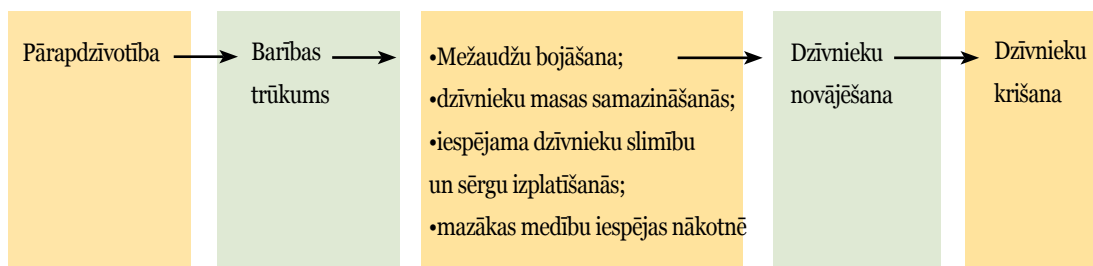 Pārapdzīvotība
Barības
trūkums
•Mežaudžu bojāšana;
•dzīvnieku masas samazināšanās;
•iespējama dzīvnieku slimību
un sērgu izplatīšanās;
•mazākas medību iespējas nākotnē
Dzīvnieku
novājēšana
Dzīvnieku
krišana